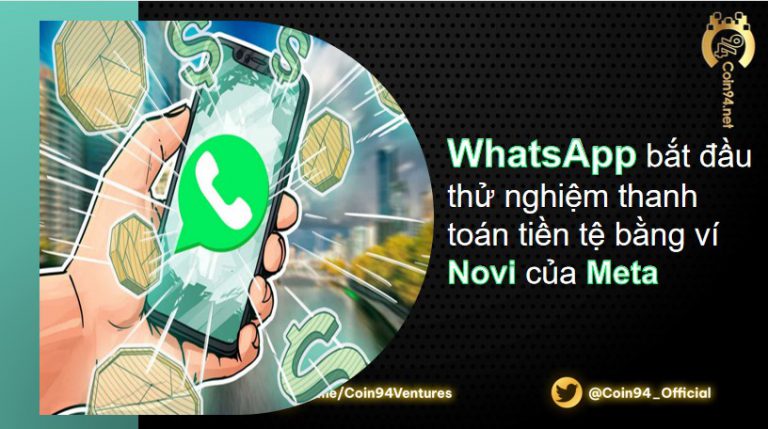 Coin94.net
WhatsApp bắt đầu
thử nghiệm thanh
toán tiền tệ bằng ví
Novi của Meta
me/Coin94Ventures
@Coin94_Official